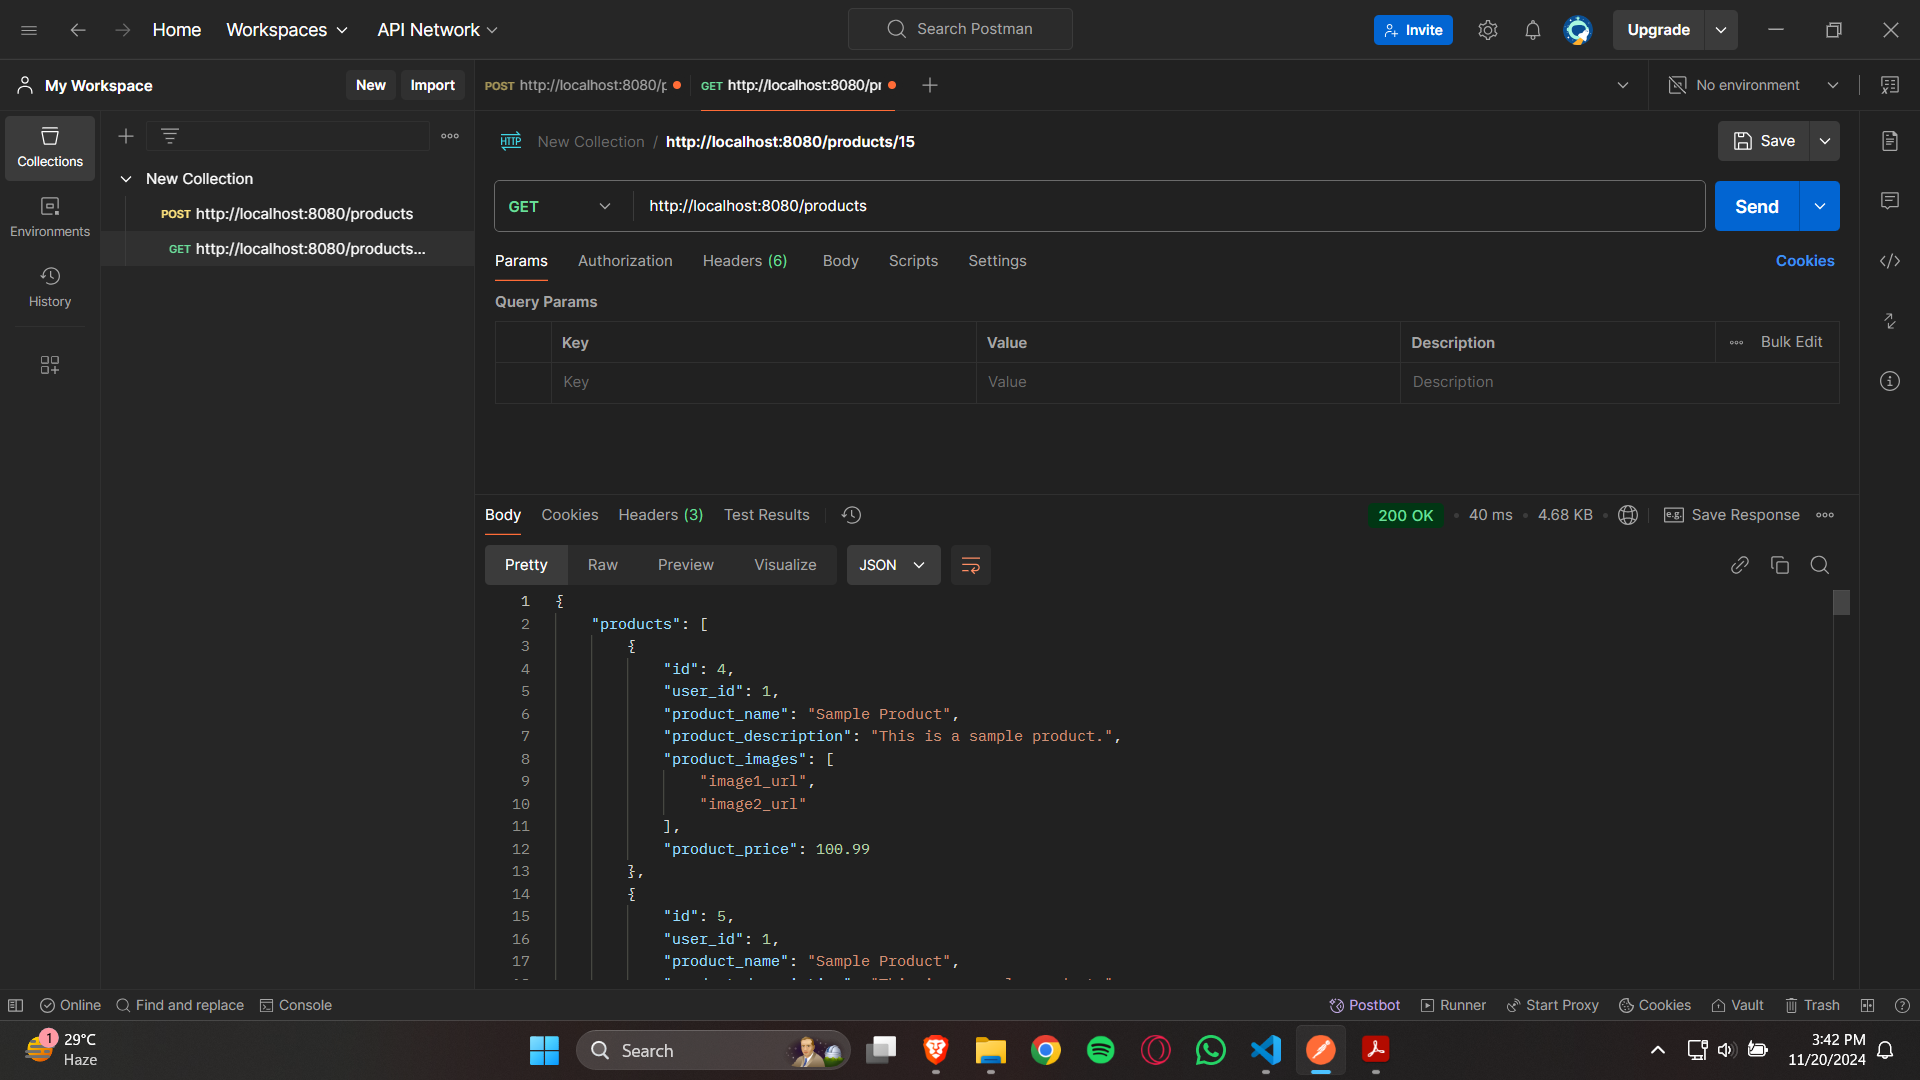 Home Workspaces API Network Search Postman Invite Upgrade
My Workspace New Import POST http://localhost:8080/p GET http://localhost:8080/pr No environment
HTTP New Collection / http://localhost:8080/products/15 Save
Collections
New Collection
POST http://localhost:8080/products
GET http://localhost:8080/products...
Environments
History
GET http://localhost:8080/products Send
Params Authorization Headers (6) Body Scripts Settings Cookies
Query Params
Key Value Description Bulk Edit
Key Value Description
Body Cookies Headers (3) Test Results 200 OK 40 ms 4.68 KB e.g. Save Response
Pretty Raw Preview Visualize JSON
1 {
2 "products": [
3 {
4 "id": 4,
5 "user_id": 1,
6 "product_name": "Sample Product",
7 "product_description": "This is a sample product.",
8 "product_images": [
9 "image1_url",
10 "image2_url"
11 ],
12 "product_price": 100.99
13 },
14 {
15 "id": 5,
16 "user_id": 1,
17 "product_name": "Sample Product",
Online Find and replace Console Postbot Runner Start Proxy Cookies Vault Trash
1 29°C
Haze
Search
3:42 PM
11/20/2024